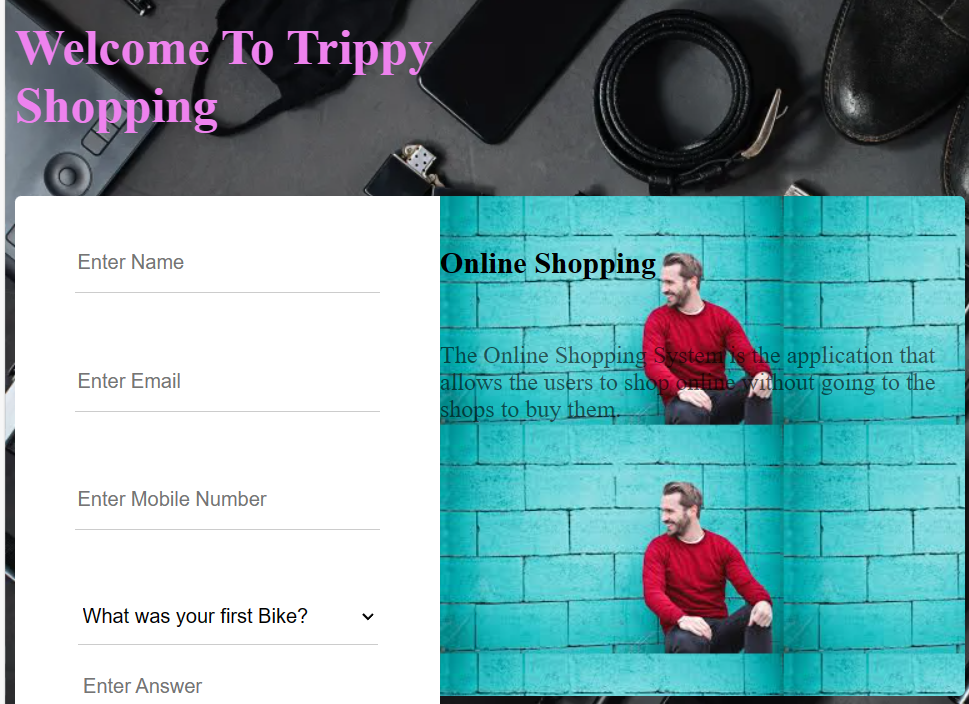 Welcome To Trippy
Shopping
Enter Name
Enter Email
Enter Mobile Number
What was your first Bike?
Enter Answer
Online Shopping
The Online Shopping System is the application that
allows the users to shop online without going to the
shops to buy them.